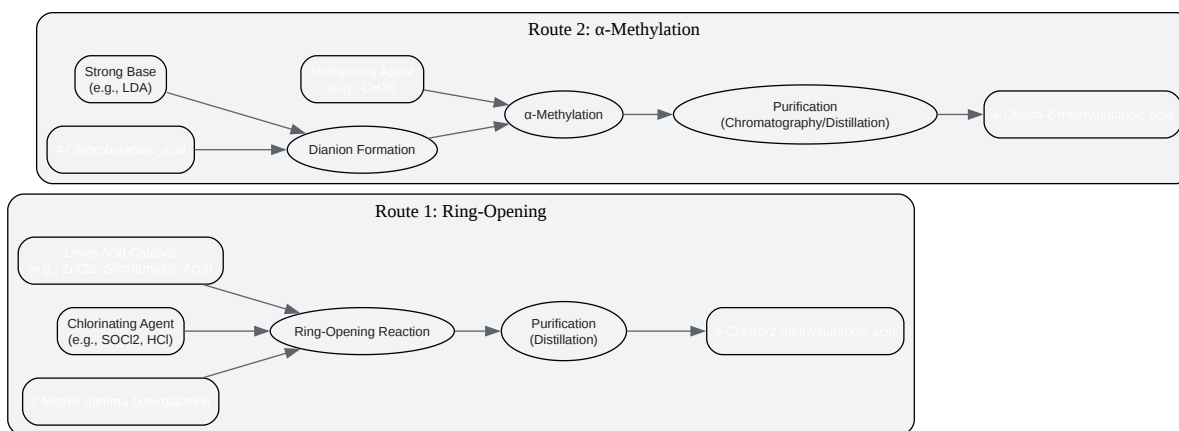 Route 2: α-Methylation
Strong Base
(e.g., LDA)
Methylating Agent
(e.g., CH3I)
4-Chlorobutanoic_acid
Dianion Formation
α-Methylation
Purification
(Chromatography/Distillation)
4-Chloro-2-methylbutanoic acid
Route 1: Ring-Opening
Lewis Acid Catalyst
(e.g., ZnCl2, Silicotungstic Acid)
Chlorinating Agent
(e.g., SOCl2, HCl)
2-Methyl-gamma-butyrolactone
Ring-Opening Reaction
Purification
(Distillation)
4-Chloro-2-methylbutanoic acid